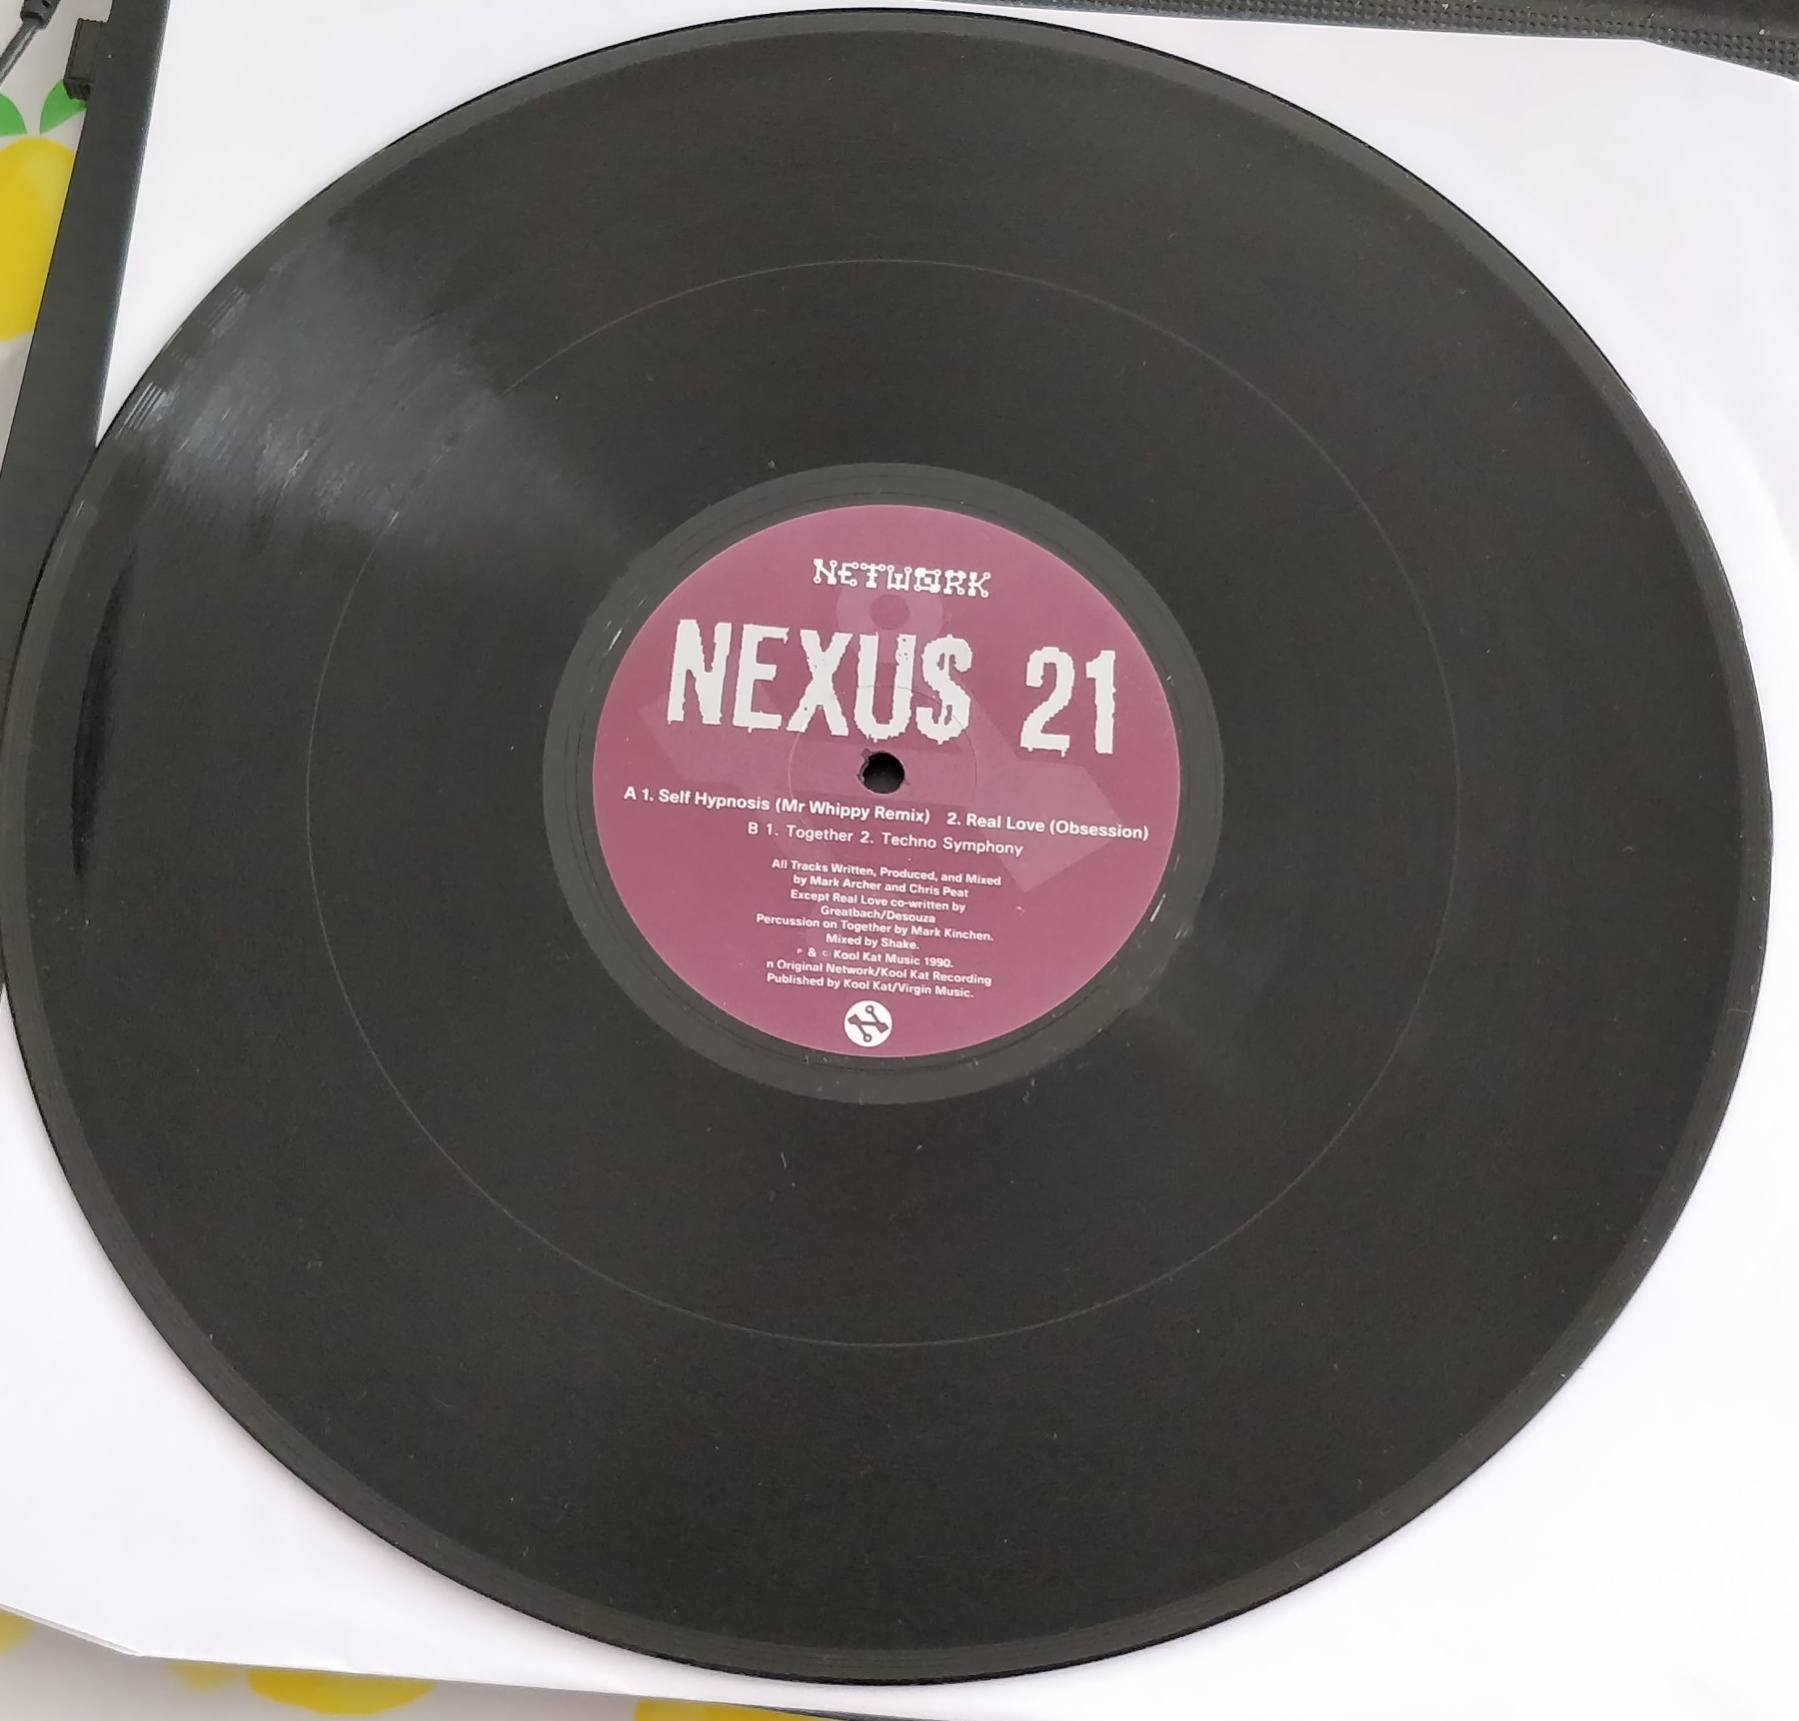 NETWORK
NEXUS 21
A 1. Self Hypnosis (Mr Whippy Remix) 2. Real Love (Obsession)
B 1. Together 2. Techno Symphony
All Tracks Written, Produced, and Mixed
by Mark Archer and Chris Peat
Except Real Love co-written by
Greatbach/Desouza
Percussion on Together by Mark Kinchen.
Mixed by Shake.
P & C Kool Kat Music 1990.
n Original Network/Kool Kat Recording
Published by Kool Kat/Virgin Music.